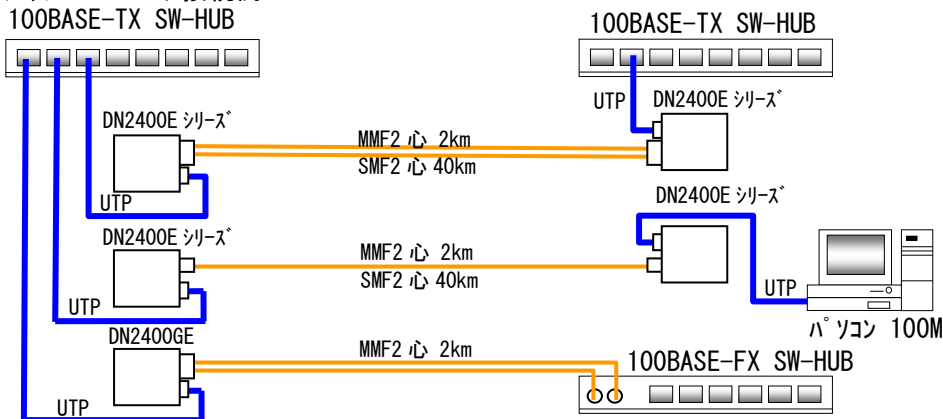 100BASE-TX SW-HUB
100BASE-TX SW-HUB
UTP
DN2400E ｼﾘｰｽﾞ
DN2400E ｼﾘｰｽﾞ
MMF2 心 2km
SMF2 心 40km
UTP
DN2400E ｼﾘｰｽﾞ
DN2400E ｼﾘｰｽﾞ
MMF2 心 2km
SMF2 心 40km
UTP
UTP
ﾊﾟｿｺﾝ 100M
DN2400GE
MMF2 心 2km
100BASE-FX SW-HUB
UTP